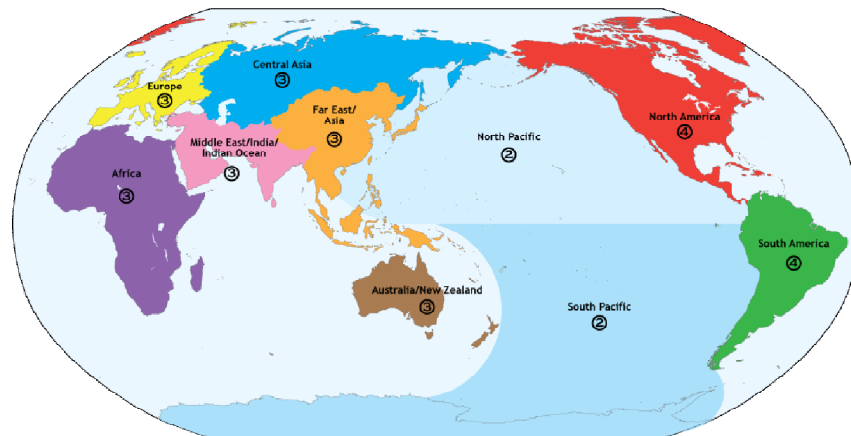 Central Asia
③
Europe
③
Far East/
Asia
③
North America
④
Middle East/India/
Indian Ocean
③
North Pacific
②
Africa
③
South America
④
Australia/New Zealand
③
South Pacific
②